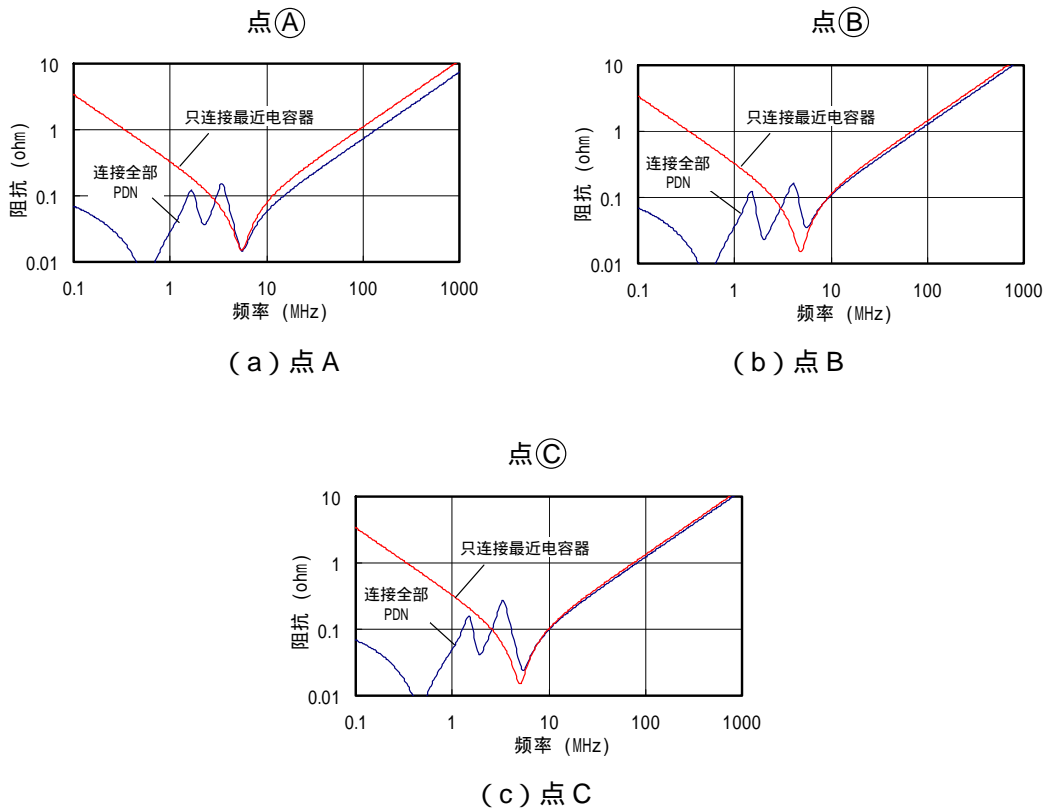 点Ⓐ
10
1
0.1
0.01
阻抗 (ohm)
只连接最近电容器
连接全部
PDN
0.1 1 10 100 1000
频率 (MHz)
(a)点 A
点Ⓑ
10
1
0.1
0.01
阻抗 (ohm)
只连接最近电容器
连接全部
PDN
0.1 1 10 100 1000
频率 (MHz)
(b)点 B
点Ⓒ
10
1
0.1
0.01
阻抗 (ohm)
只连接最近电容器
连接全部
PDN
0.1 1 10 100 1000
频率 (MHz)
(c)点 C